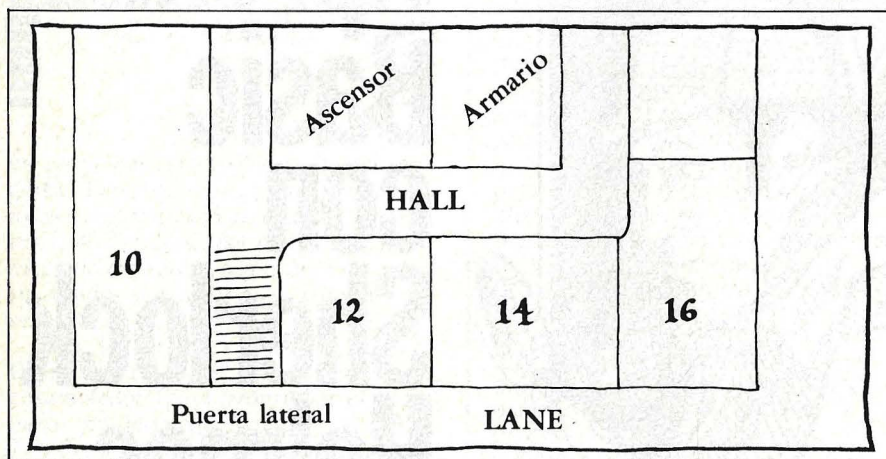 Ascensor
Armario
HALL
10
12
14
16
Puerta lateral
LANE